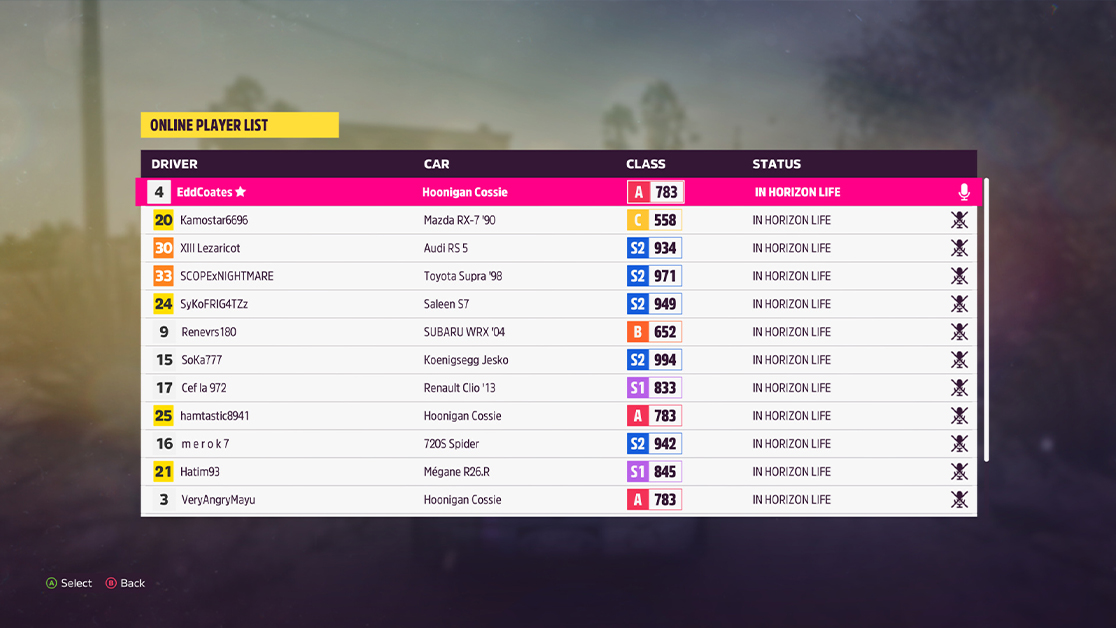 ONLINE PLAYER LIST
DRIVER CAR CLASS STATUS
4 EddCoates Hoonigan Cossie A 783 IN HORIZON LIFE
20 Kamostar6696 Mazda RX-7 '90 C 558 IN HORIZON LIFE
30 XIII Lezaricot Audi RS 5 S2 934 IN HORIZON LIFE
33 SCOPExNIGHTMARE Toyota Supra '98 S2 971 IN HORIZON LIFE
24 SyKoFRIG4TZz Saleen S7 S2 949 IN HORIZON LIFE
9 Renevrs180 SUBARU WRX '04 B 652 IN HORIZON LIFE
15 SoKa777 Koenigsegg Jesko S2 994 IN HORIZON LIFE
17 Cef la 972 Renault Clio '13 S1 833 IN HORIZON LIFE
25 hamtastic8941 Hoonigan Cossie A 783 IN HORIZON LIFE
16 m e r o k 7 720S Spider S2 942 IN HORIZON LIFE
21 Hatim93 Mégane R26.R S1 845 IN HORIZON LIFE
3 VeryAngryMayu Hoonigan Cossie A 783 IN HORIZON LIFE
A Select B Back